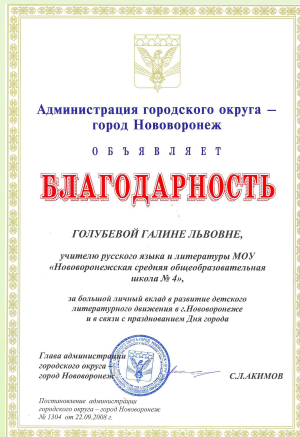 Администрация городского округа –
город Нововоронеж
ОБЪЯВЛЯЕТ
БЛАГОДАРНОСТЬ
ГОЛУБЕВОЙ ГАЛИНЕ ЛЬВОВНЕ,
учителю русского языка и литературы МОУ
«Нововоронежская средняя общеобразовательная
школа № 4»,
за большой личный вклад в развитие детского
литературного движения в г.Нововоронеже
и в связи с празднованием Дня города
Глава администрации
городского округа –
город Нововоронеж
С.Л.АКИМОВ
Постановление администрации
городского округа – город Нововоронеж
№ 1304 от 22.09.2008 г.